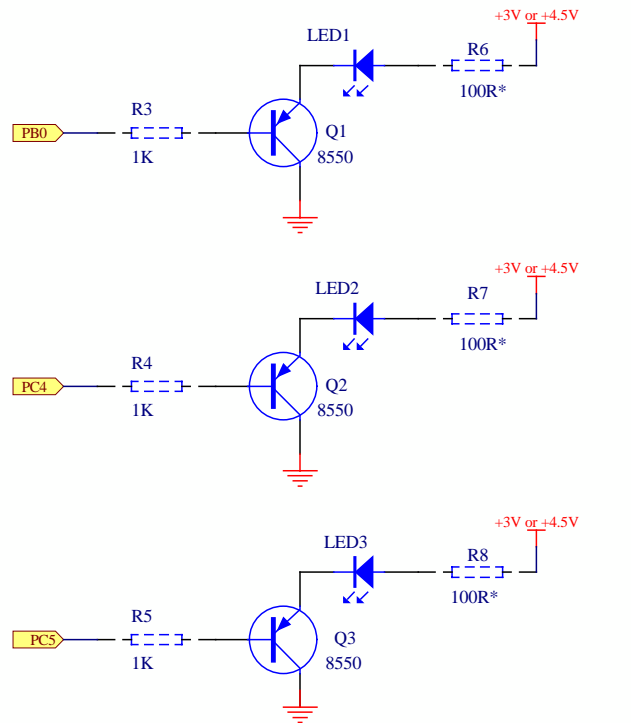 +3V or +4.5V
LED1
R6
100R*
R3
PB0
1K
Q1
8550
+3V or +4.5V
LED2
R7
100R*
R4
PC4
1K
Q2
8550
+3V or +4.5V
LED3
R8
100R*
R5
PC5
1K
Q3
8550